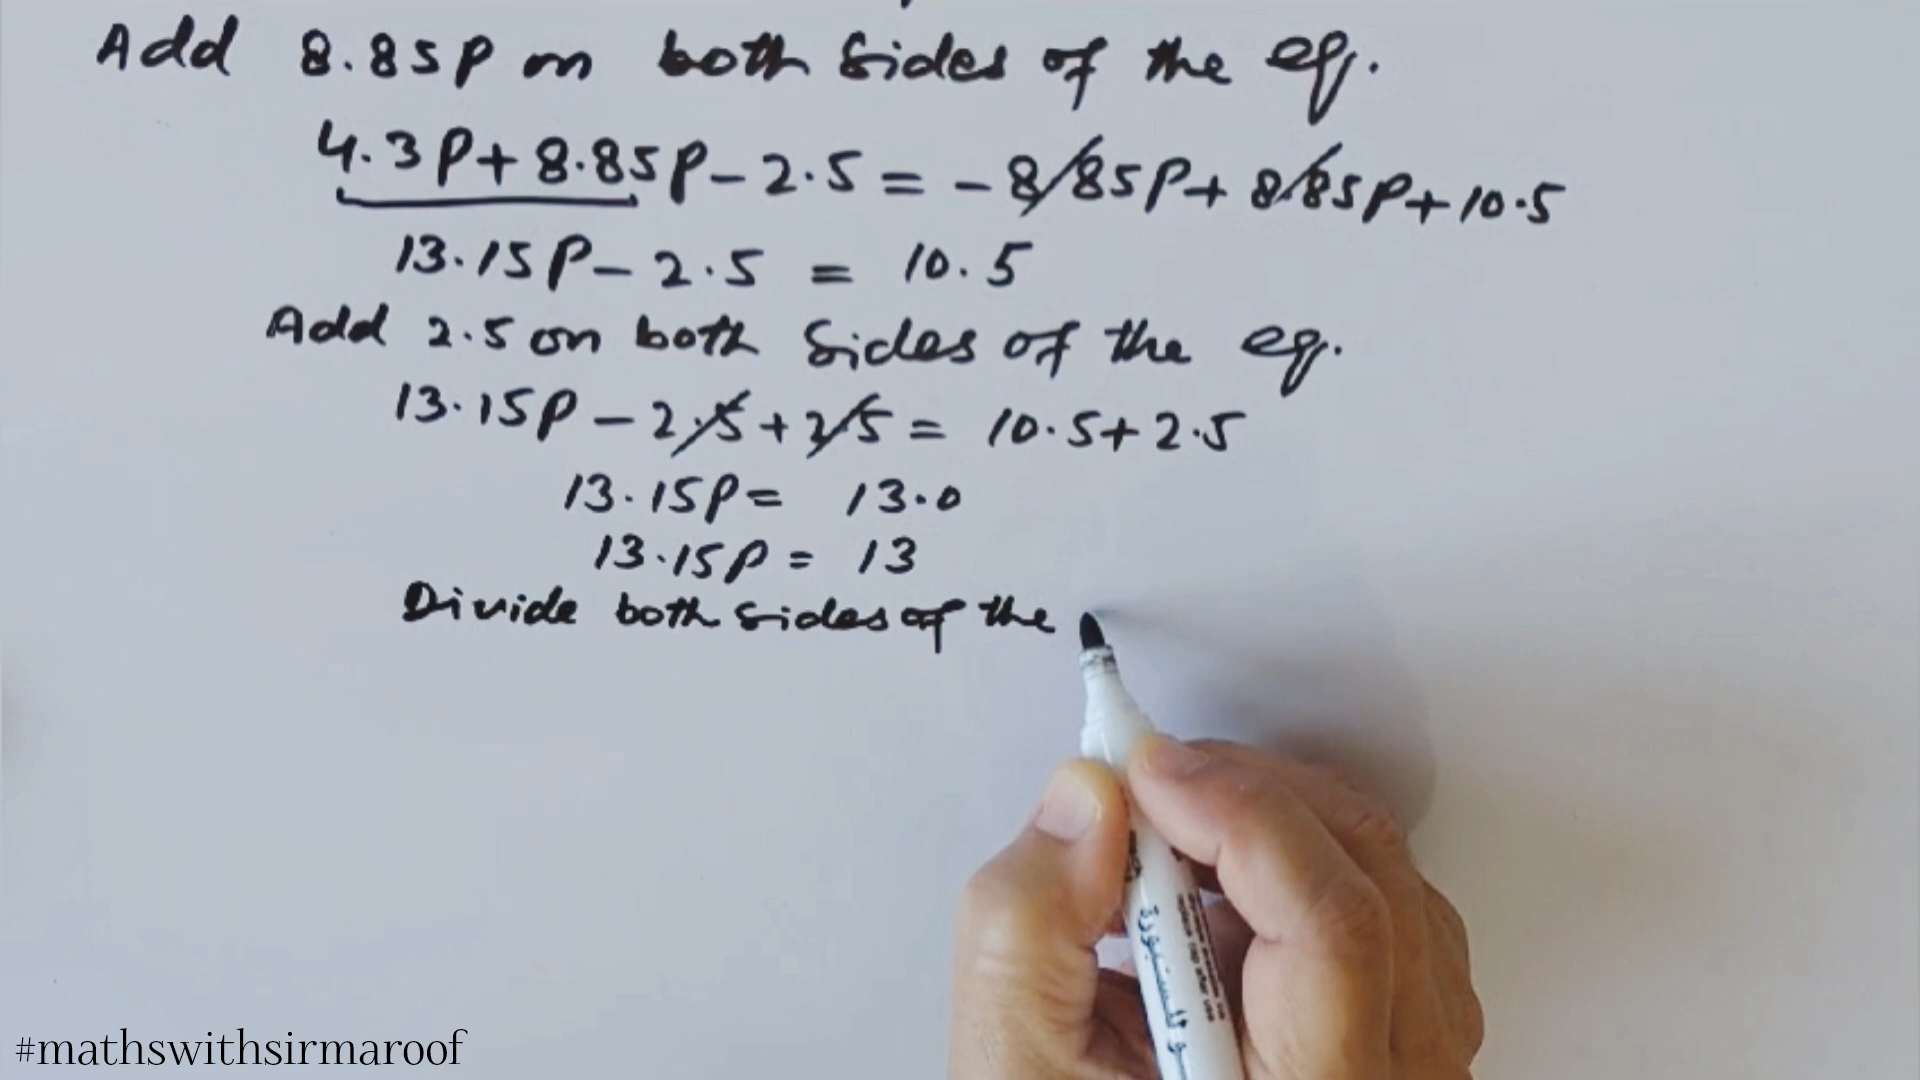 Add 8.85P on both Sides of the eq.
4.3P+8.85P-2.5 = -8.85P+8.85P+10.5
13.15P-2.5 = 10.5
Add 2.5 on both Sides of the eq.
13.15P-2.5+2.5 = 10.5+2.5
13.15P= 13.0
13.15P= 13
Divide both sides of the
#mathswithsirmaroof